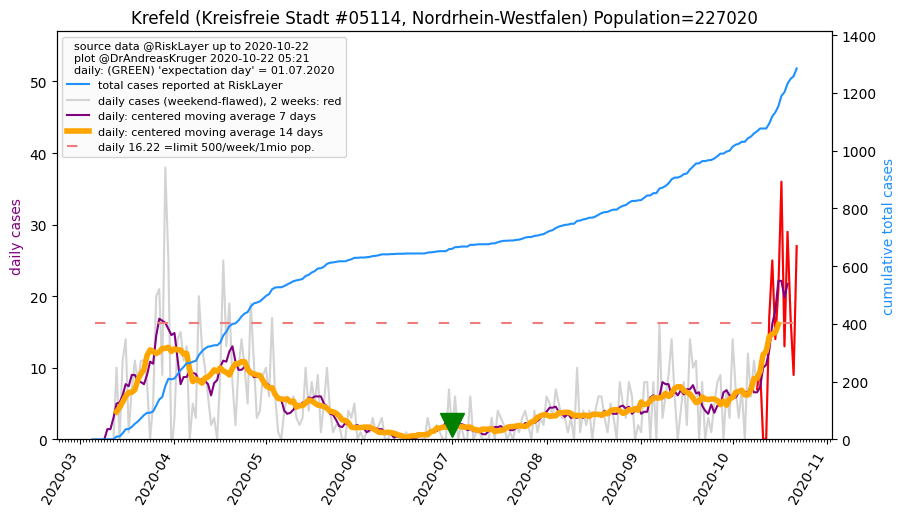 Krefeld (Kreisfreie Stadt #05114, Nordrhein-Westfalen) Population=227020
source data @RiskLayer up to 2020-10-22
plot @DrAndreasKruger 2020-10-22 05:21
daily: (GREEN) 'expectation day' = 01.07.2020
total cases reported at RiskLayer
daily cases (weekend-flawed), 2 weeks: red
daily: centered moving average 7 days
daily: centered moving average 14 days
daily 16.22 =limit 500/week/1mio pop.
daily cases
50
40
30
20
10
0
1400
1200
1000
800
600
400
200
0
cumulative total cases
2020-03
2020-04
2020-05
2020-06
2020-07
2020-08
2020-09
2020-10
2020-11